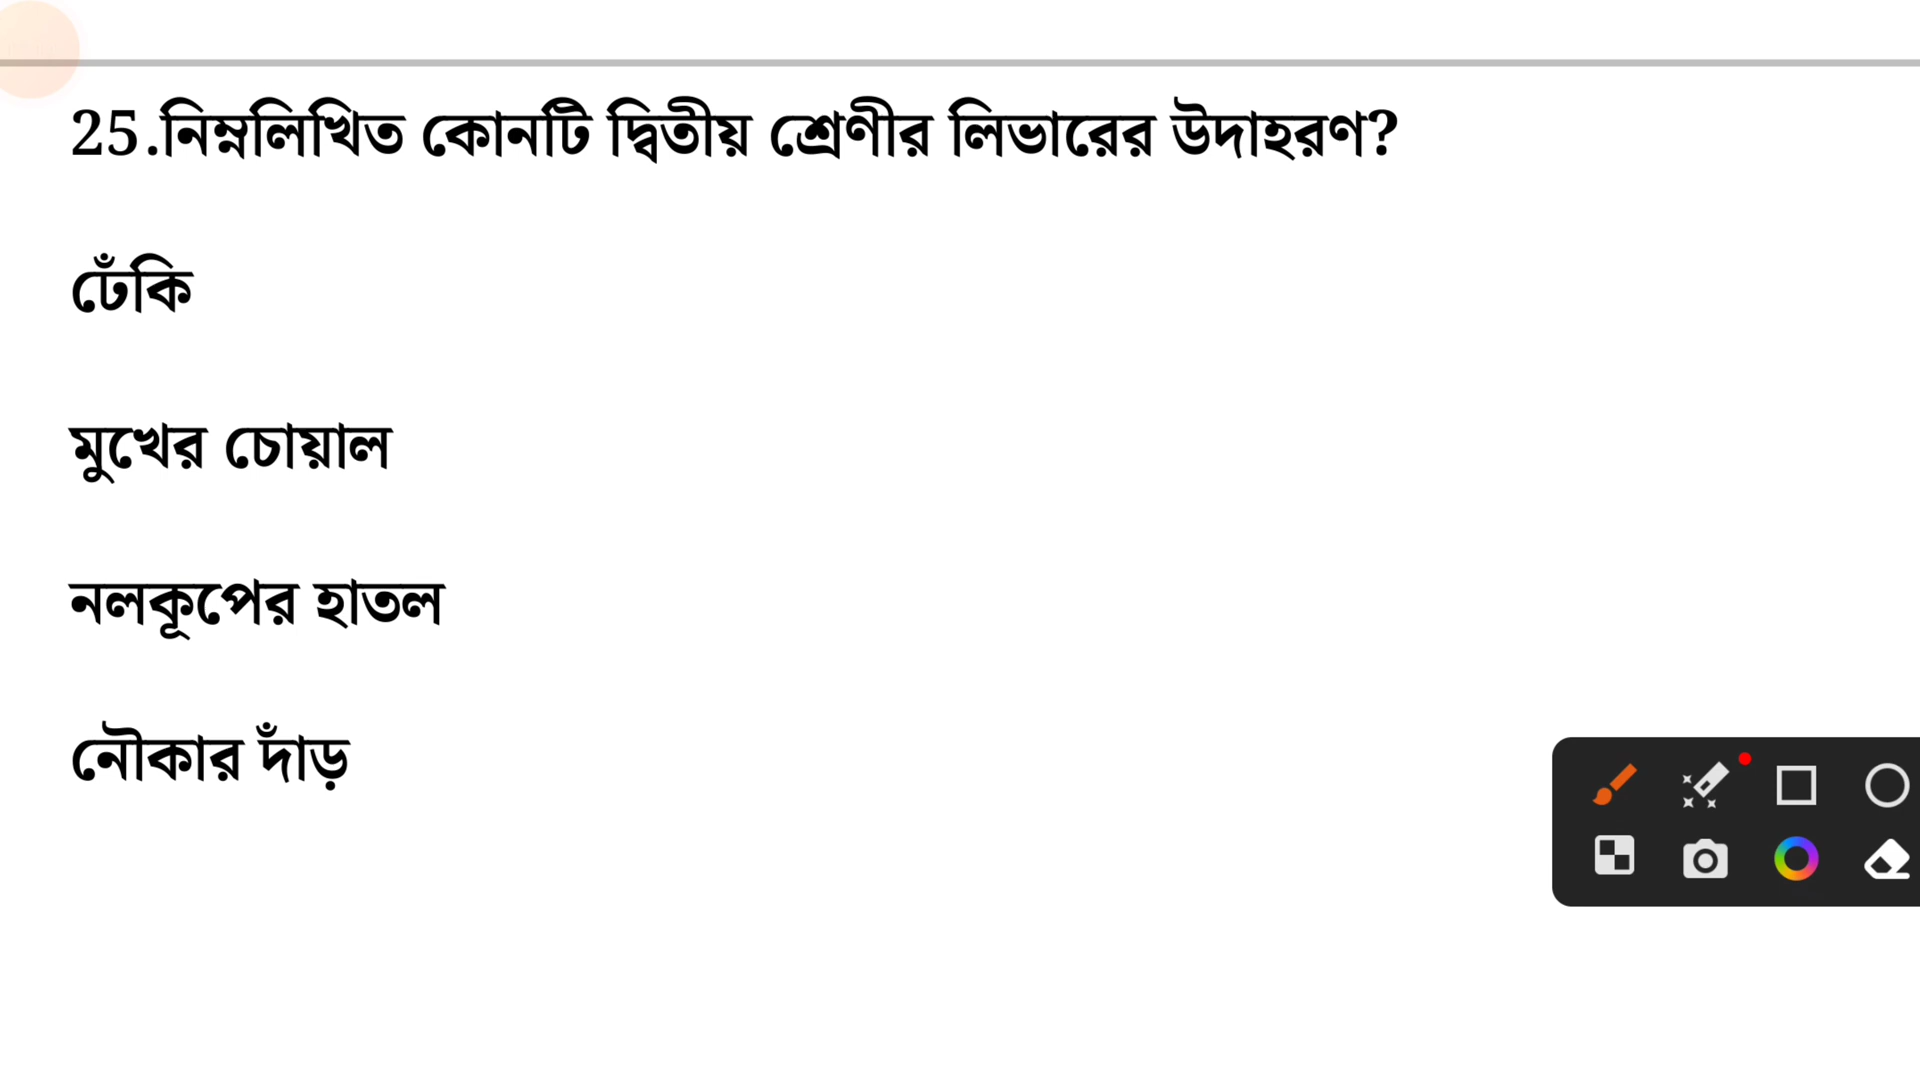 25.নিম্নলিখিত কোনটি দ্বিতীয় শ্রেণীর লিভারের উদাহরণ?
ঢেঁকি
মুখের চোয়াল
নলকূপের হাতল
নৌকার দাঁড়